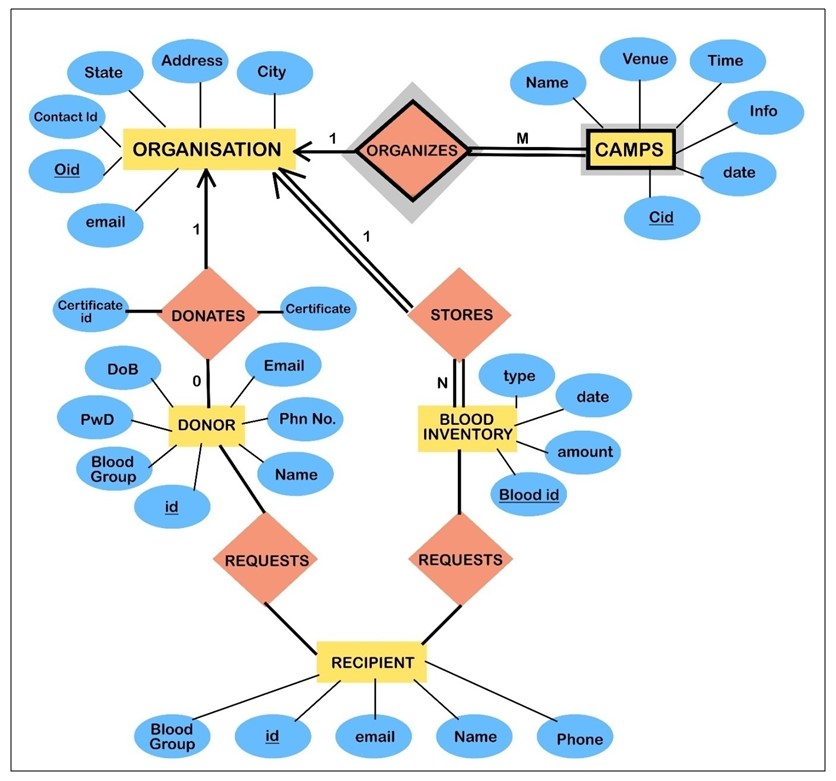 Address
State
City
Venue
Time
Name
Contact Id
Info
ORGANISATION
1
ORGANIZES
M
CAMPS
Oid
date
email
Cid
1
1
Certificate
id
DONATES
Certificate
STORES
DoB
0
Email
N
type
date
PwD
DONOR
Phn No.
BLOOD
INVENTORY
amount
Blood
Group
Name
Blood id
id
REQUESTS
REQUESTS
RECIPIENT
Blood
Group
id
email
Name
Phone